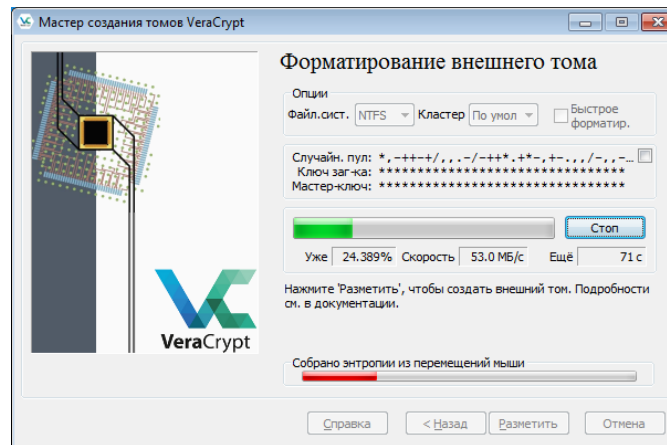 Мастер создания томов VeraCrypt
Форматирование внешнего тома
Опции
Файл.сист. NTFS Кластер По умол Быстрое форматир.
Случайн. пул: *,-++-+/,,.-/-++*.+*-,+-.,,/-,,-...
Ключ заг-ка: ********************************
Мастер-ключ: ********************************
Стоп
Уже 24.389% Скорость 53.0 МБ/с Ещё 71 с
Нажмите 'Разметить', чтобы создать внешний том. Подробности
см. в документации.
VeraCrypt
Собрано энтропии из перемещений мыши
Справка < Назад Разметить Отмена